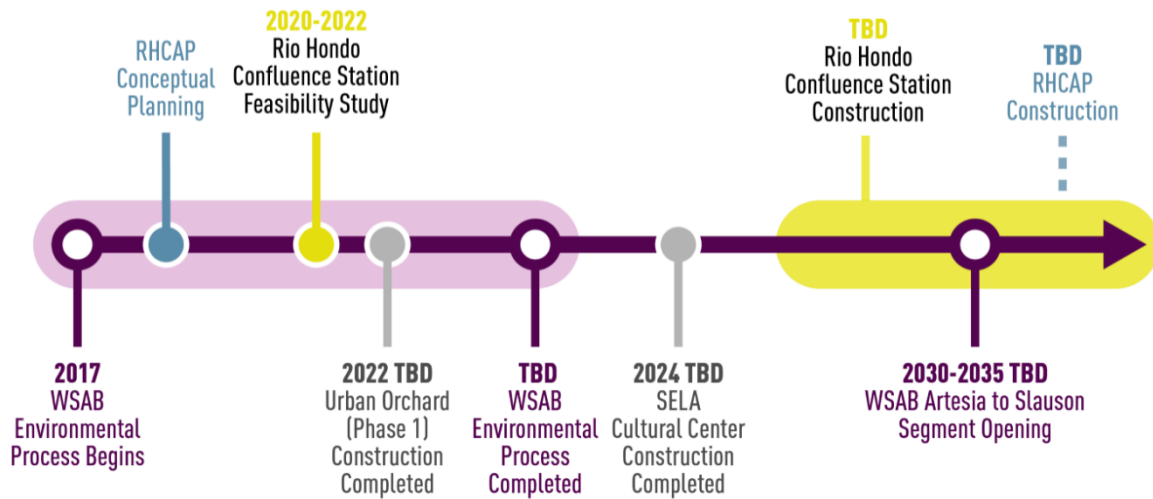 RHCAP
Conceptual
Planning
2020-2022
Rio Hondo
Confluence Station
Feasibility Study
TBD
Rio Hondo
Confluence Station
Construction
TBD
RHCAP
Construction
2017
WSAB
Environmental
Process Begins
2022 TBD
Urban Orchard
(Phase 1)
Construction
Completed
TBD
WSAB
Environmental
Process
Completed
2024 TBD
SELA
Cultural Center
Construction
Completed
2030-2035 TBD
WSAB Artesia to Slauson
Segment Opening